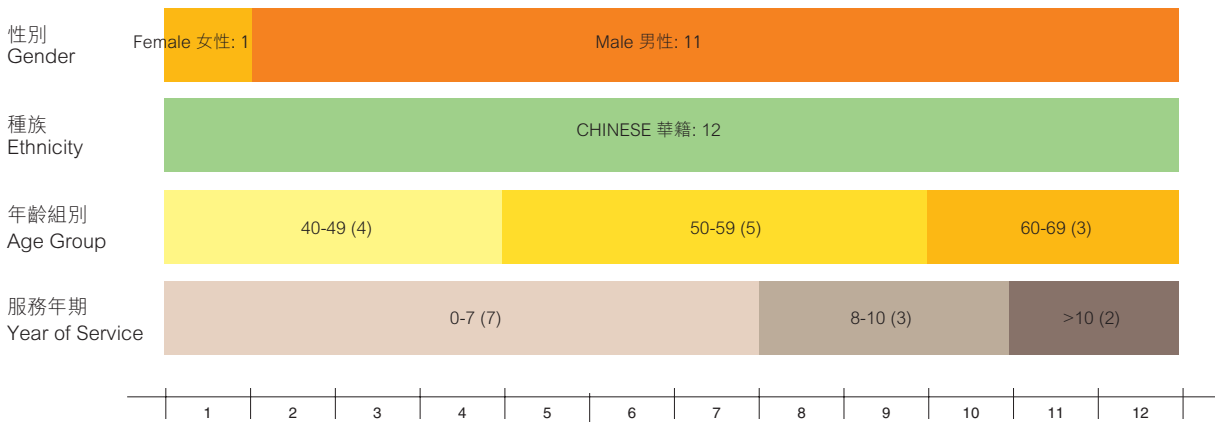 性別
Gender
Female 女性: 1
Male 男性: 11
種族
Ethnicity
CHINESE 華籍: 12
年齡組別
Age Group
40-49 (4)
50-59 (5)
60-69 (3)
服務年期
Year of Service
0-7 (7)
8-10 (3)
>10 (2)
1 2 3 4 5 6 7 8 9 10 11 12